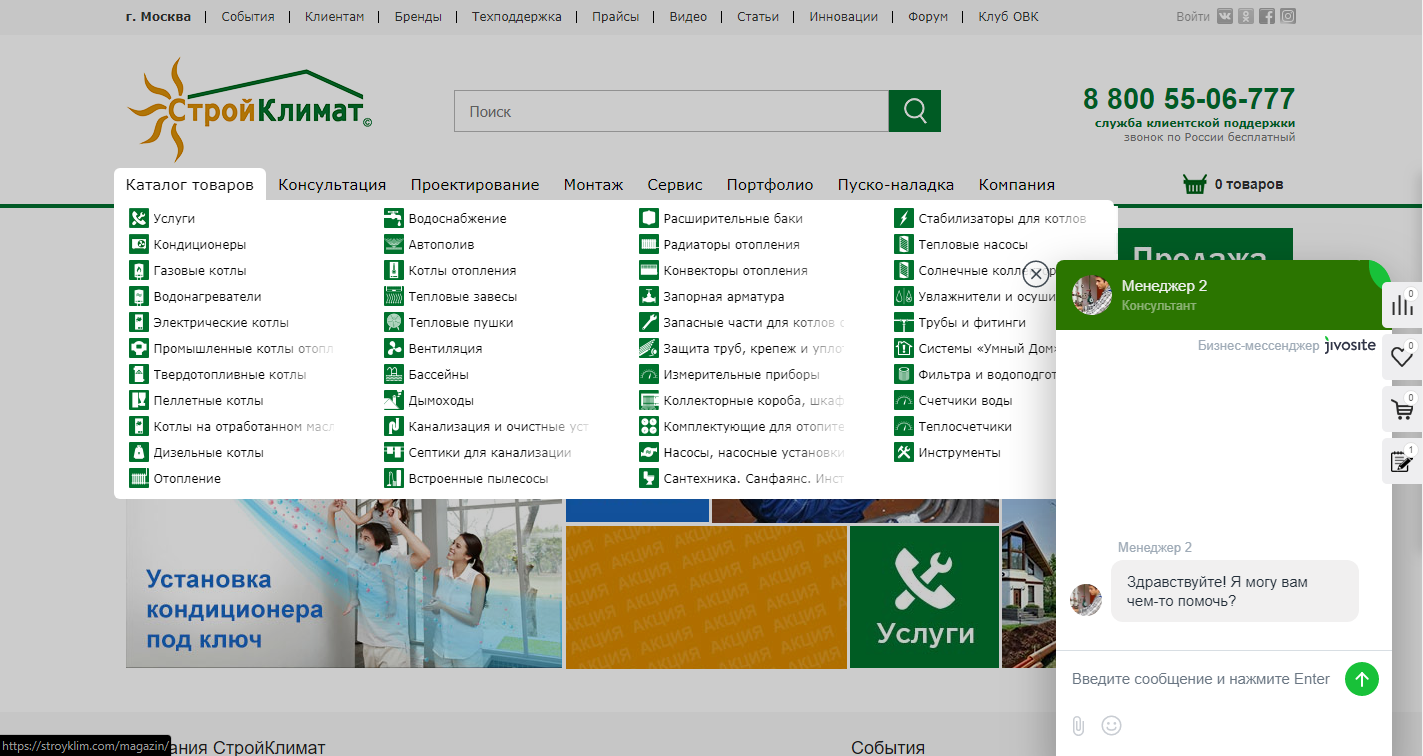 г. Москва | События | Клиентам | Бренды | Техподдержка | Прайсы | Видео | Статьи | Инновации | Форум | Клуб ОВК
Войти
СтройКлимат©
Поиск
8 800 55-06-777
служба клиентской поддержки
звонок по России бесплатный
Каталог товаров Консультация Проектирование Монтаж Сервис Портфолио Пуско-наладка Компания
0 товаров
Услуги
Кондиционеры
Газовые котлы
Водонагреватели
Электрические котлы
Промышленные котлы отопл
Твердотопливные котлы
Пеллетные котлы
Котлы на отработанном масл
Дизельные котлы
Отопление
Водоснабжение
Автополив
Котлы отопления
Тепловые завесы
Тепловые пушки
Вентиляция
Бассейны
Дымоходы
Канализация и очистные уст
Септики для канализации
Встроенные пылесосы
Расширительные баки
Радиаторы отопления
Конвекторы отопления
Запорная арматура
Запасные части для котлов о
Защита труб, крепеж и упло
Измерительные приборы
Коллекторные короба, шкаф
Комплектующие для отопите
Насосы, насосные установки
Сантехника. Санфаянс. Инст
Стабилизаторы для котлов
Тепловые насосы
Солнечные колле
Увлажнители и осуши
Трубы и фитинги
Системы «Умный Дом»
Фильтра и водоподгот
Счетчики воды
Теплосчетчики
Инструменты
Продажа
Установка
кондиционера
под ключ
АКЦИЯ
Услуги
Менеджер 2
Консультант
Бизнес-мессенджер jivosite
0
0
0
1
Менеджер 2
Здравствуйте! Я могу вам
чем-то помочь?
Введите сообщение и нажмите Enter
https://stroyklim.com/magazin/
ания СтройКлимат
События